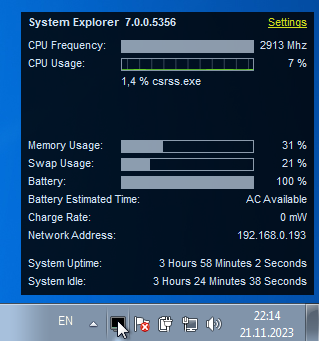 System Explorer 7.0.0.5356 Settings
CPU Frequency: 2913 Mhz
CPU Usage: 7 %
1,4 % csrss.exe
Memory Usage: 31 %
Swap Usage: 21 %
Battery: 100 %
Battery Estimated Time: AC Available
Charge Rate: 0 mW
Network Address: 192.168.0.193
System Uptime: 3 Hours 58 Minutes 2 Seconds
System Idle: 3 Hours 24 Minutes 38 Seconds
EN
22:14
21.11.2023